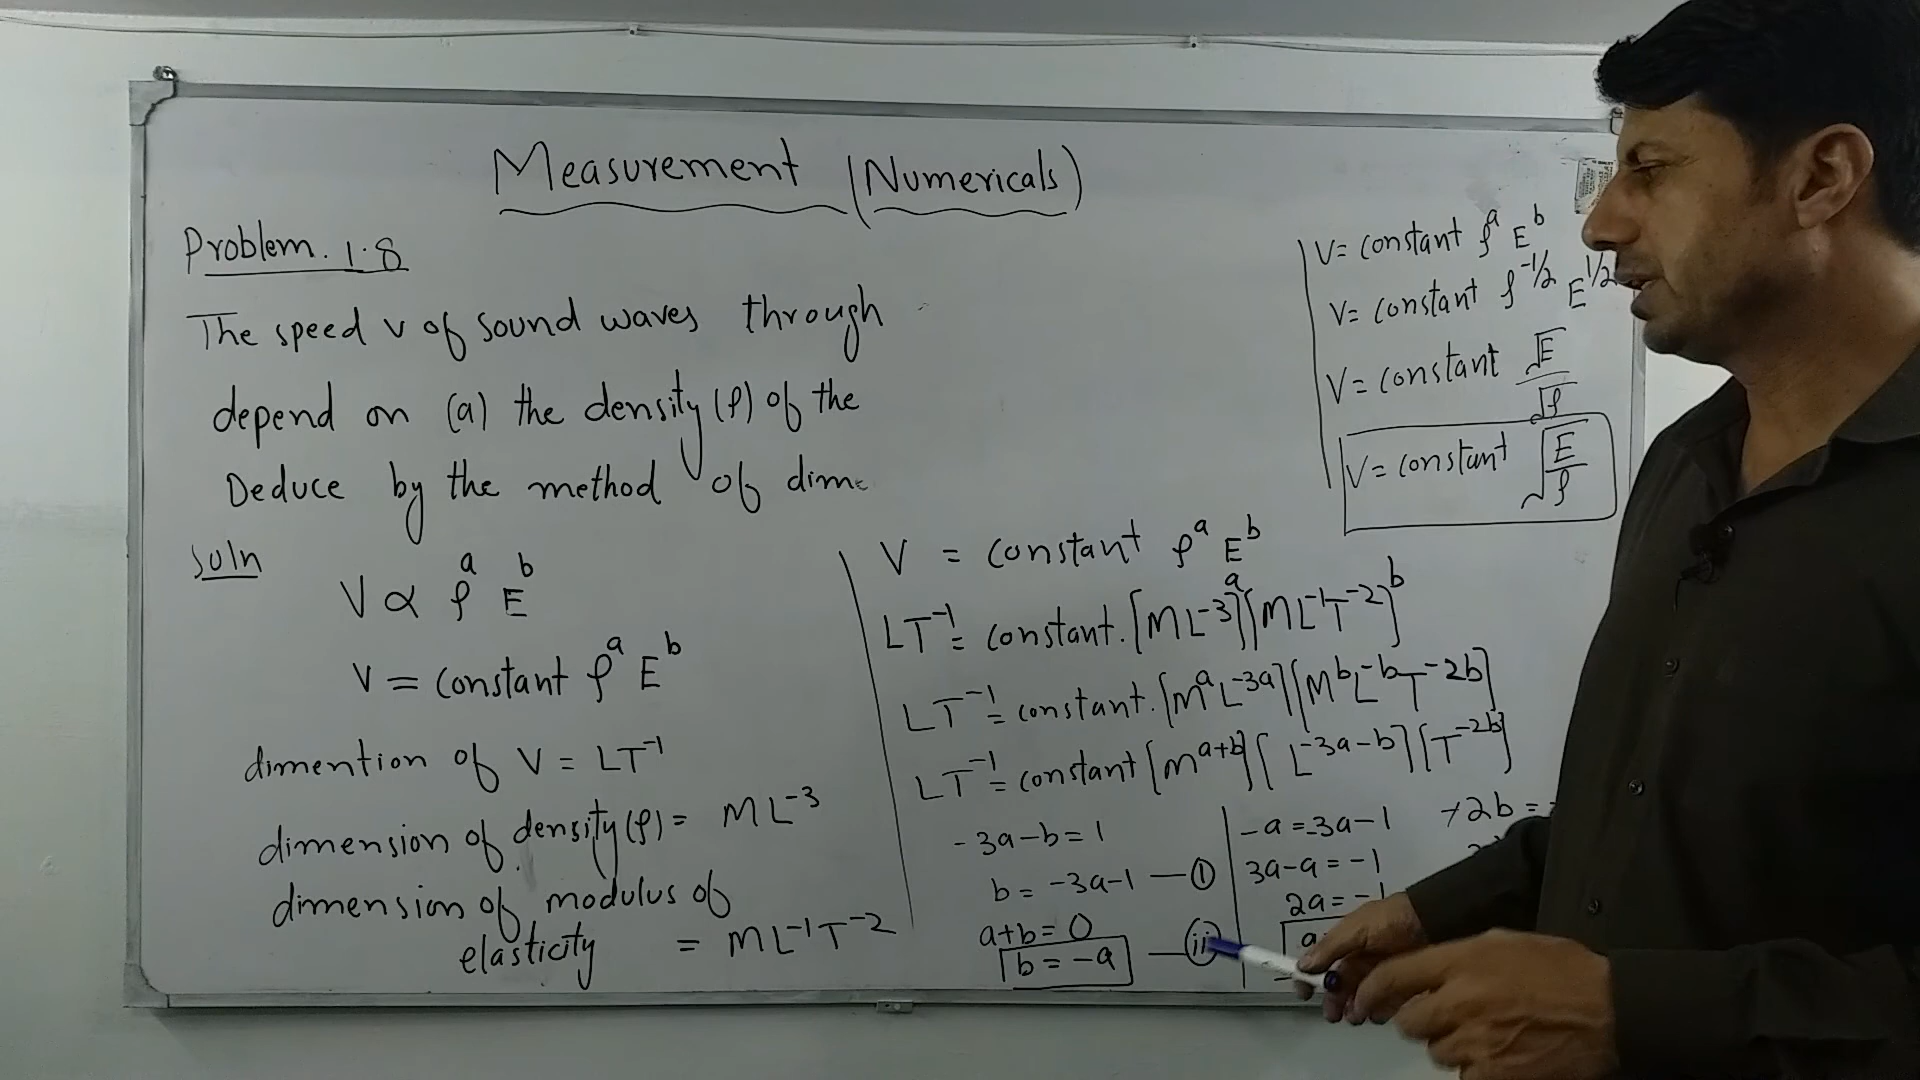 Measurement (Numericals)
Problem. 1.8
The speed v of sound waves through
depend on (a) the density (ρ) of the
Deduce by the method of dime
Soln
V ∝ ρ^a E^b
V = constant ρ^a E^b
dimention of V = LT^-1
dimension of density (ρ) = ML^-3
dimension of modulus of
elasticity = ML^-1T^-2
V = constant ρ^a E^b
LT^-1 = constant. [ML^-3]^a [ML^-1T^-2]^b
LT^-1 = constant. [M^a L^-3a] [M^b L^-b T^-2b]
LT^-1 = constant [M^a+b] [L^-3a-b] [T^-2b]
-3a-b = 1
b = -3a-1 — (1)
a+b = 0
b = -a — (ii)
-a = -3a-1
3a-a = -1
2a = -1
a
+2b =
V = constant ρ^a E^b
V = constant ρ^-1/2 E^1/2
V = constant √E/√ρ
V = constant √E/ρ